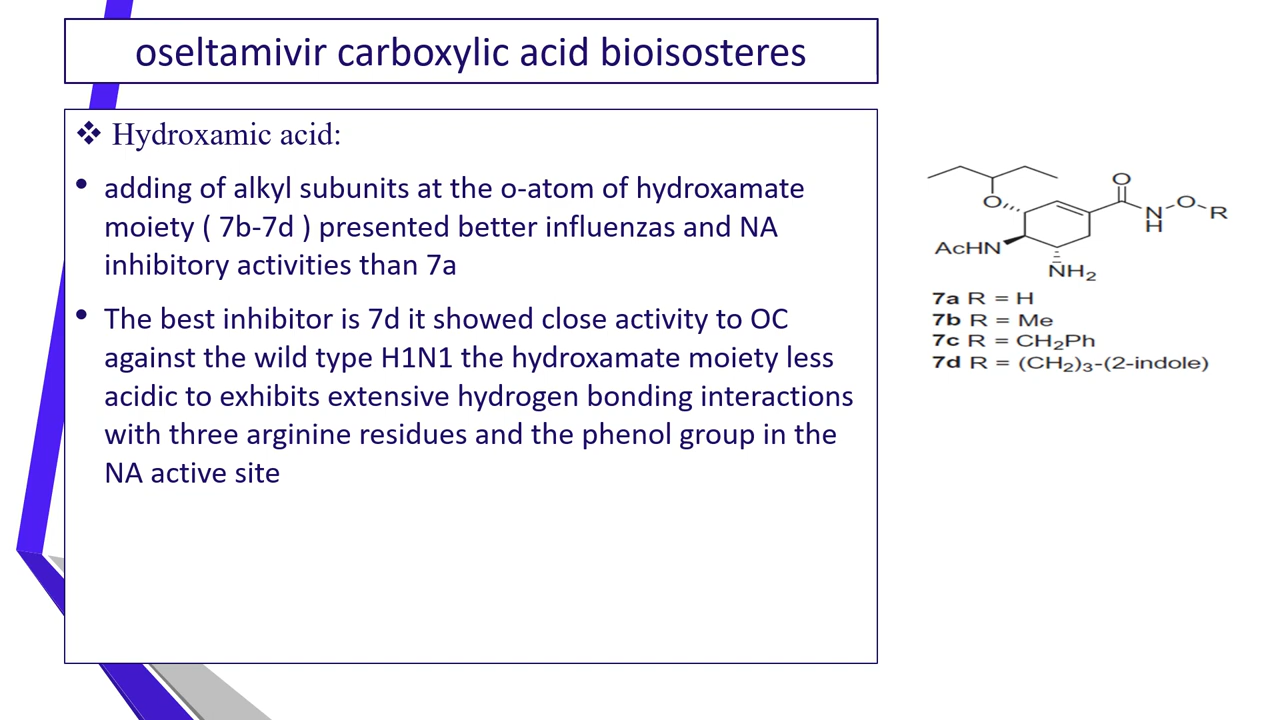 oseltamivir carboxylic acid bioisosteres
❖ Hydroxamic acid:
• adding of alkyl subunits at the o-atom of hydroxamate
moiety ( 7b-7d ) presented better influenzas and NA
inhibitory activities than 7a
• The best inhibitor is 7d it showed close activity to OC
against the wild type H1N1 the hydroxamate moiety less
acidic to exhibits extensive hydrogen bonding interactions
with three arginine residues and the phenol group in the
NA active site
O
O
O
N
H
R
AcHN
NH₂
7a R = H
7b R = Me
7c R = CH₂Ph
7d R = (CH₂)₃-(2-indole)